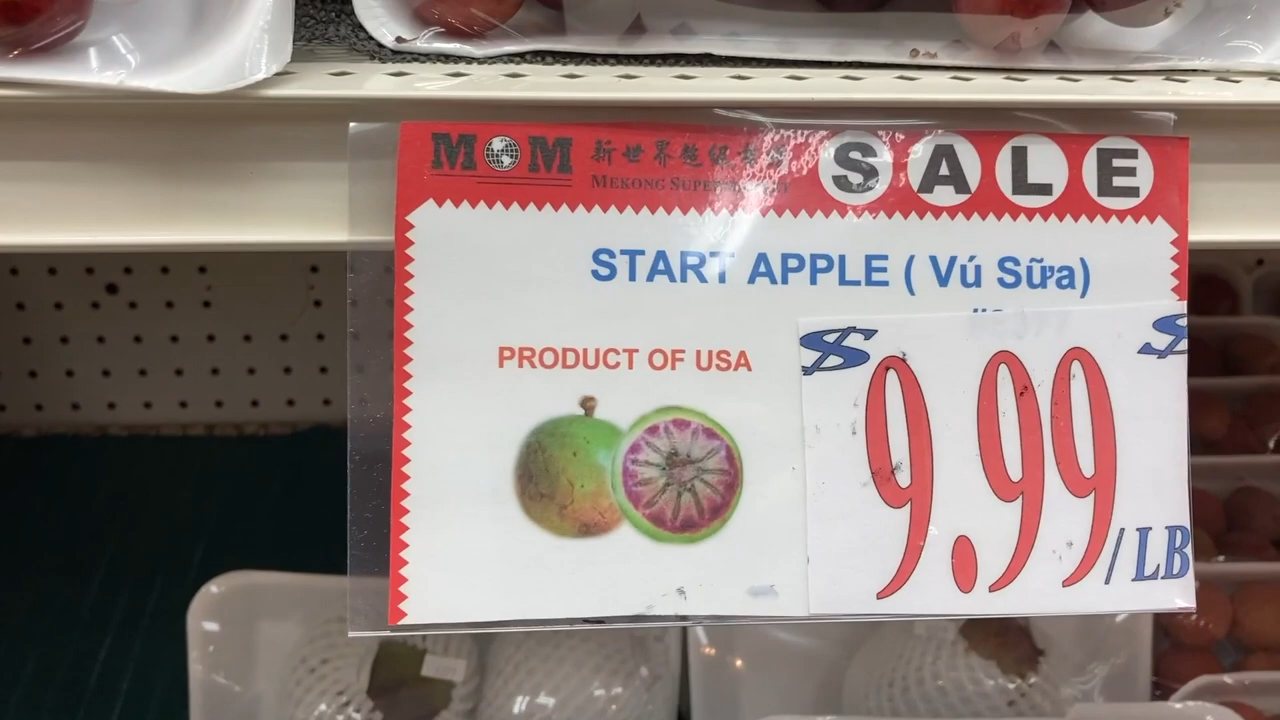 M M 新世界超級市場 SALE
MEKONG SUPERMARKET
START APPLE ( Vú Sữa)
PRODUCT OF USA
$ 9.99 /LB $